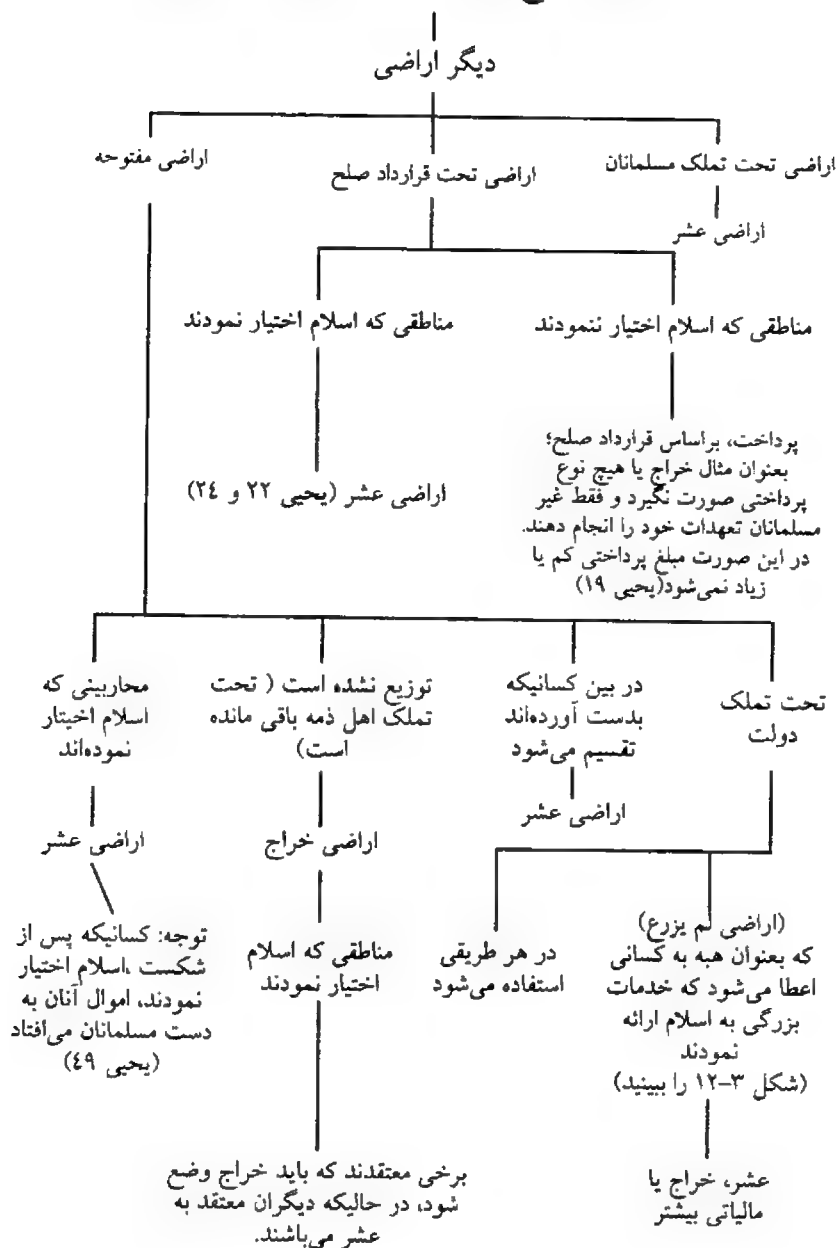 دیگر اراضی
اراضی تحت تملک مسلمانان
اراضی عشر
اراضی تحت قرارداد صلح
اراضی مفتوحه
مناطقی که اسلام اختیار ننمودند
مناطقی که اسلام اختیار نمودند
پرداخت، براساس قرارداد صلح؛
بعنوان مثال خراج یا هیچ نوع
پرداختی صورت نگیرد و فقط غیر
مسلمانان تعهدات خود را انجام دهند.
در این صورت مبلغ پرداختی کم یا
زیاد نمی‌شود(یحیی ۱۹)
اراضی عشر (یحیی ۲۲ و ۲٤)
تحت تملک
دولت
در بین کسانیکه
بدست آورده‌اند
تقسیم می‌شود
اراضی عشر
توزیع نشده است ( تحت
تملک اهل ذمه باقی مانده
است)
اراضی خراج
محاربینی که
اسلام اخیتار
نموده‌اند
اراضی عشر
(اراضی لم یزرع)
که بعنوان هبه به کسانی
اعطا می‌شود که خدمات
بزرگی به اسلام ارائه
نمودند
(شکل ۳-۱۲ را ببینید)
در هر طریقی
استفاده می‌شود
مناطقی که اسلام
اختیار نمودند
توجه: کسانیکه پس از
شکست ،اسلام اختیار
نمودند، اموال آنان به
دست مسلمانان می‌افتاد
(یحیی ٤۹)
عشر، خراج یا
مالیاتی بیشتر
برخی معتقدند که باید خراج وضع
شود، در حالیکه دیگران معتقد به
عشر می‌باشند.